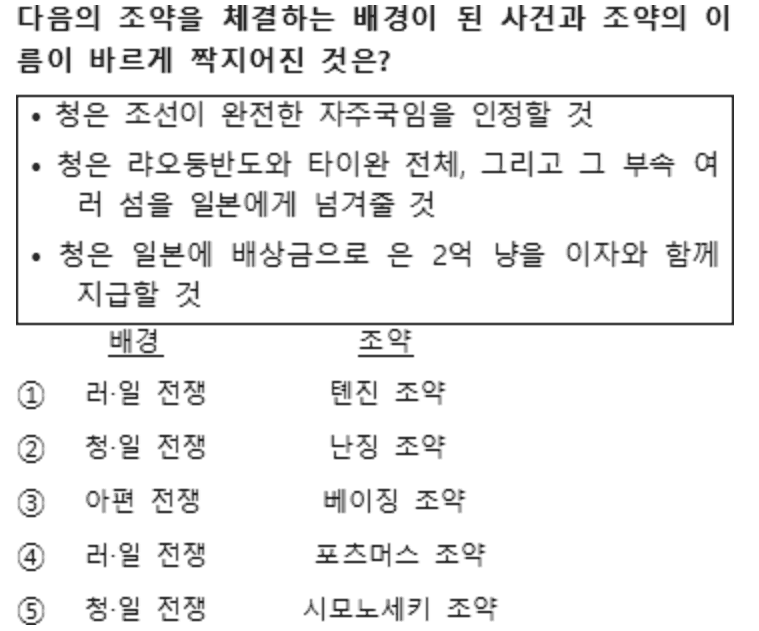 다음의 조약을 체결하는 배경이 된 사건과 조약의 이
름이 바르게 짝지어진 것은?
• 청은 조선이 완전한 자주국임을 인정할 것
• 청은 랴오둥반도와 타이완 전체, 그리고 그 부속 여
러 섬을 일본에게 넘겨줄 것
• 청은 일본에 배상금으로 은 2억 냥을 이자와 함께
지급할 것
배경 조약
① 러·일 전쟁 톈진 조약
② 청·일 전쟁 난징 조약
③ 아편 전쟁 베이징 조약
④ 러·일 전쟁 포츠머스 조약
⑤ 청·일 전쟁 시모노세키 조약